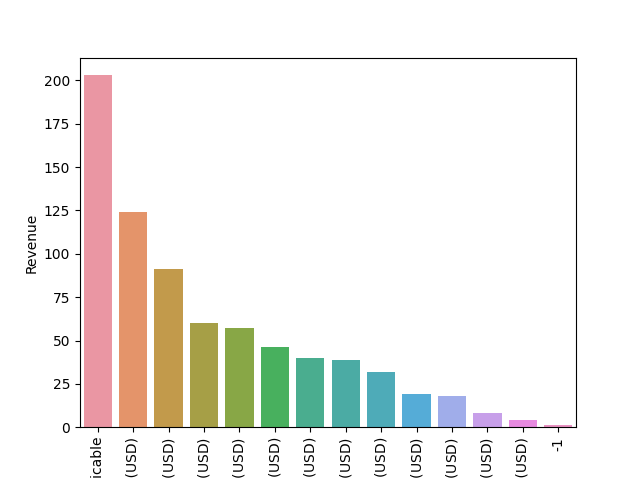 200
175
150
125
100
75
50
25
0
Revenue
icable
(USD)
(USD)
(USD)
(USD)
(USD)
(USD)
(USD)
(USD)
(USD)
(USD)
(USD)
(USD)
-1